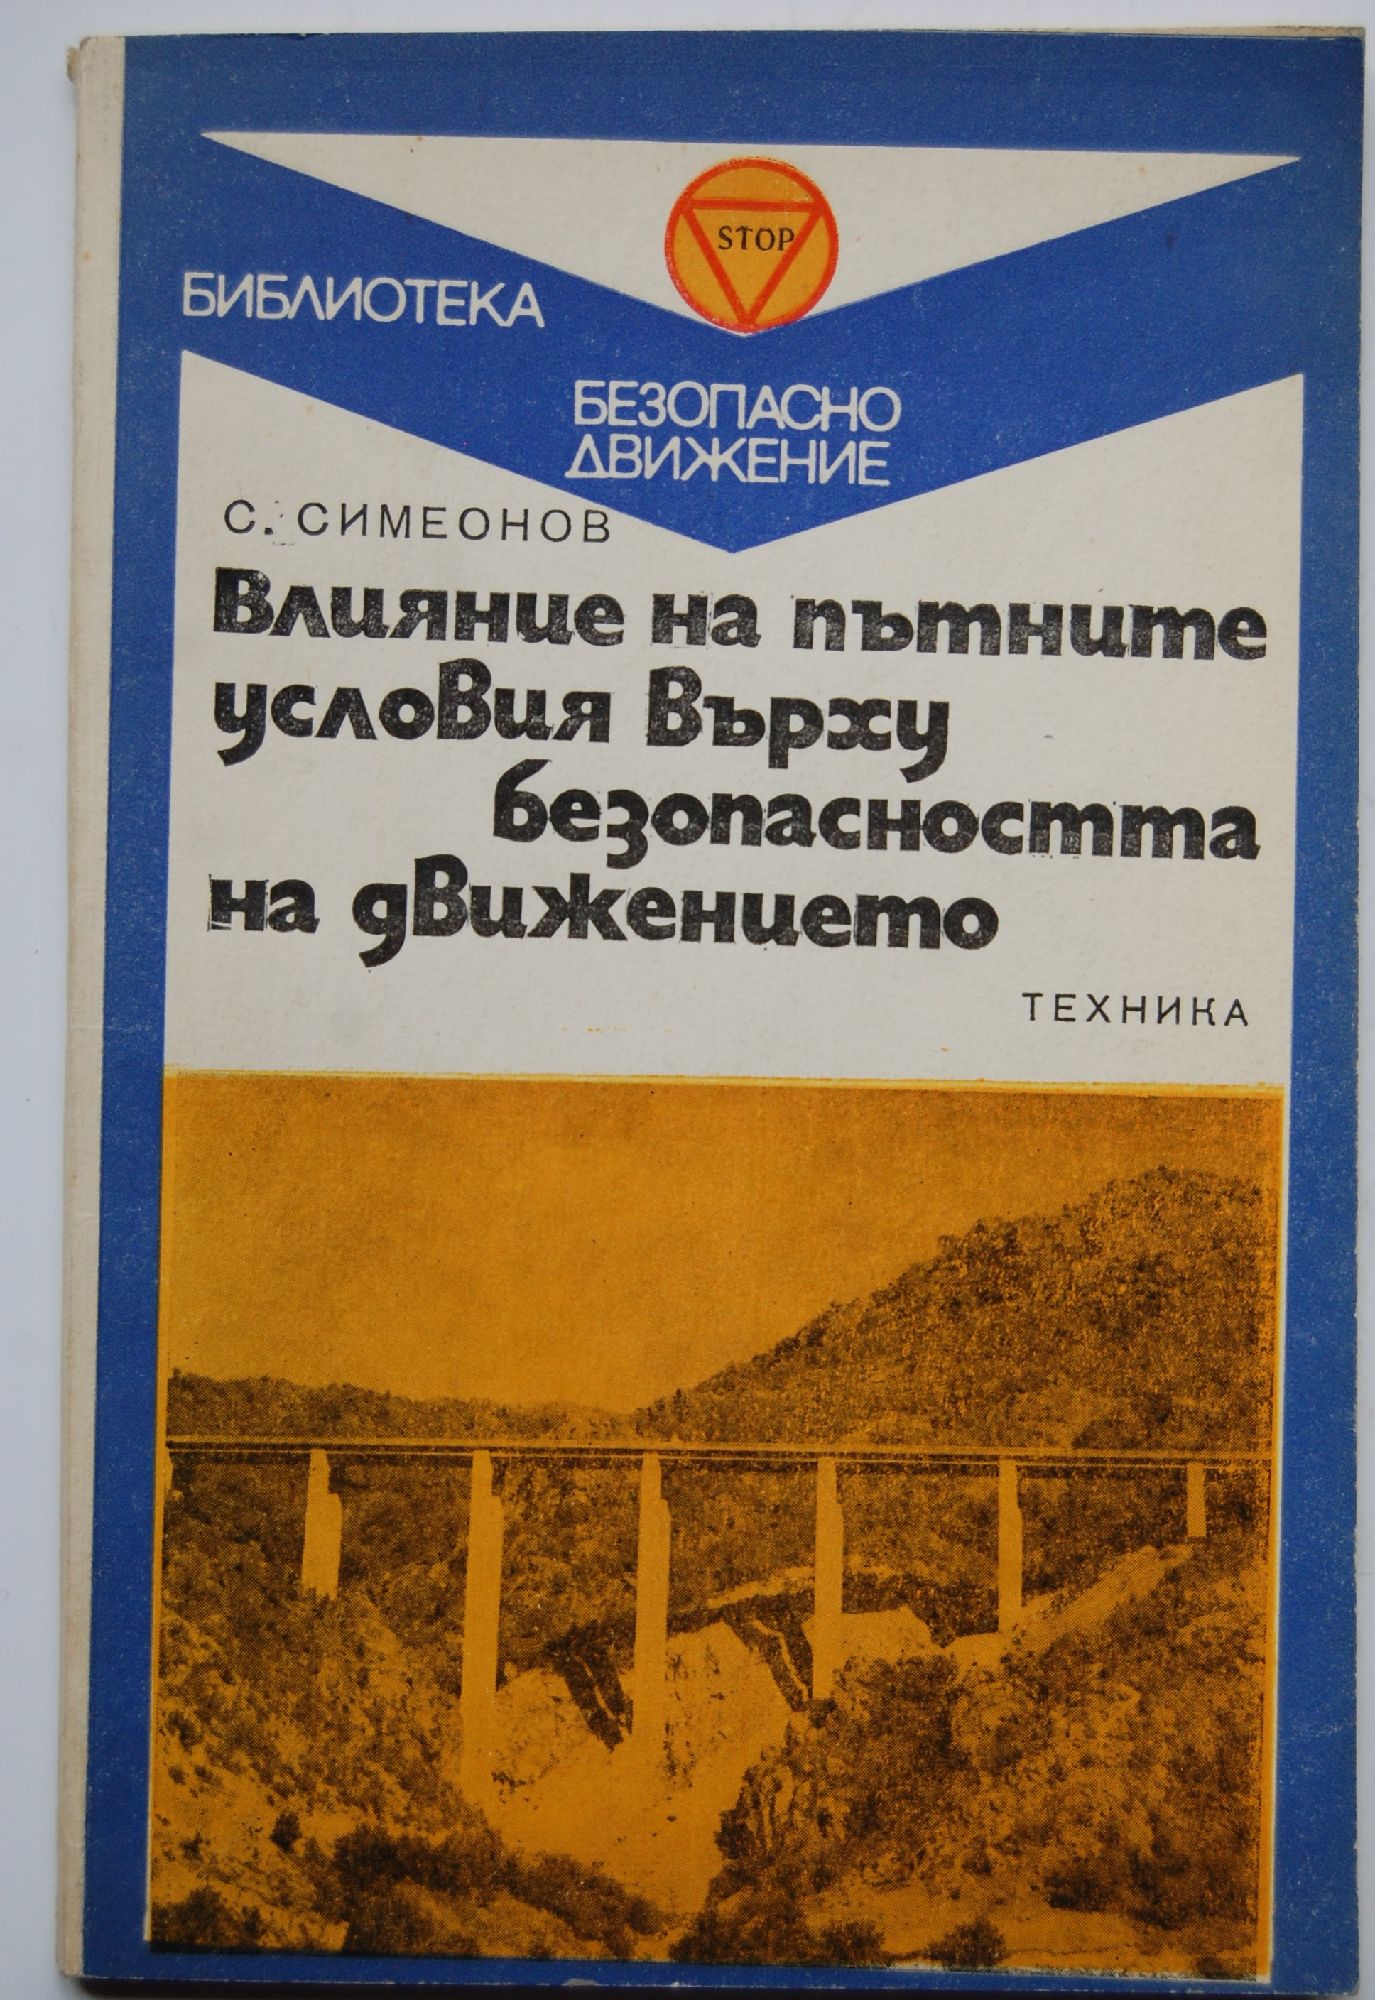 STOP
БИБЛИОТЕКА
БЕЗОПАСНО
ДВИЖЕНИЕ
С. СИМЕОНОВ
Влияние на пътните
условия върху
безопасността
на движението
ТЕХНИКА